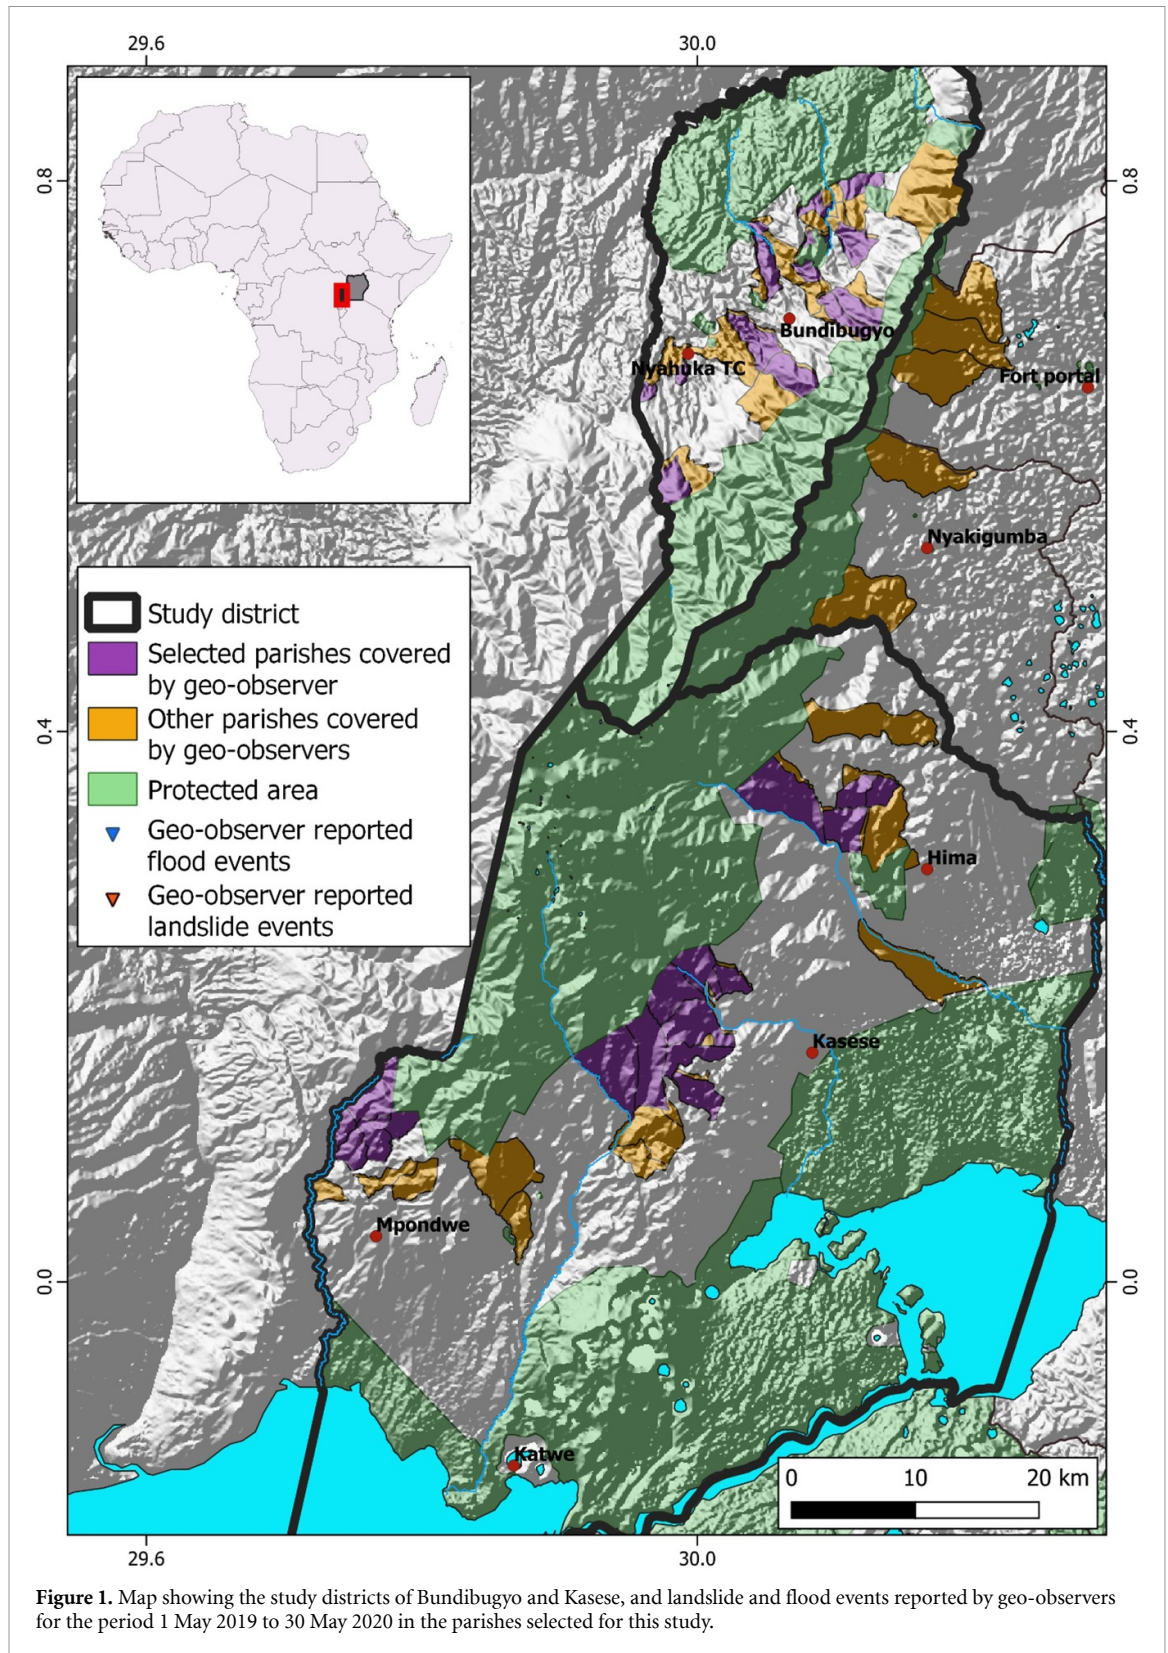 29.6
30.0
0.8
0.8
Bundibugyo
Nyahuka TC
Fort portal
Nyakigumba
Study district
Selected parishes covered
by geo-observer
Other parishes covered
by geo-observers
Protected area
Geo-observer reported
flood events
Geo-observer reported
landslide events
0.4
0.4
Hima
Kasese
Mpondwe
0.0
0.0
Katwe
0
10
20 km
29.6
30.0
Figure 1. Map showing the study districts of Bundibugyo and Kasese, and landslide and flood events reported by geo-observers
for the period 1 May 2019 to 30 May 2020 in the parishes selected for this study.